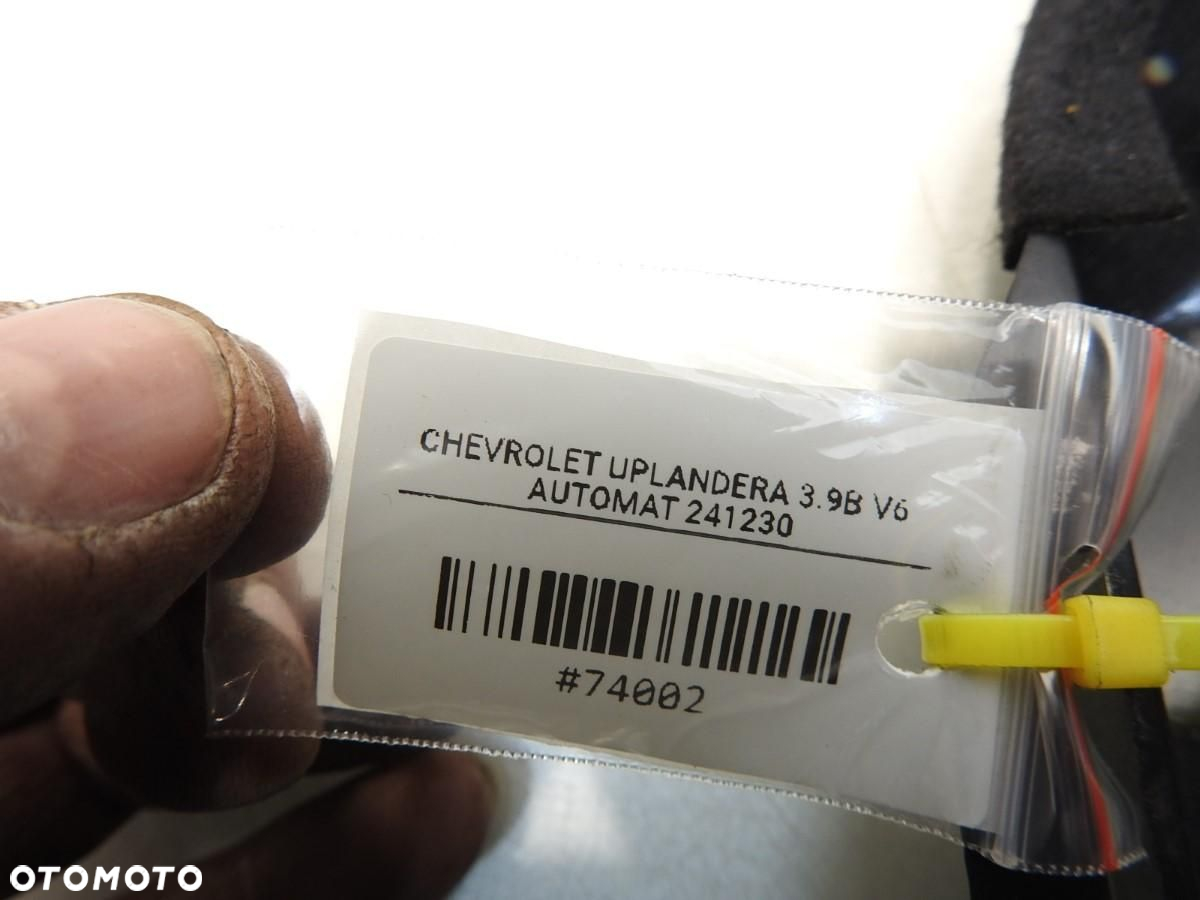 CHEVROLET UPLANDERA 3.9B V6
AUTOMAT 241230
#74002
OTOMOTO